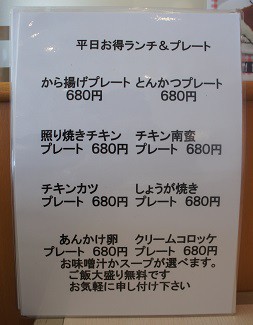 平日お得ランチ＆プレート
から揚げプレート とんかつプレート
680円 680円
照り焼きチキン チキン南蛮
プレート 680円 プレート 680円
チキンカツ しょうが焼き
プレート 680円 プレート 680円
あんかけ卵 クリームコロッケ
プレート 680円 プレート 680円
お味噌汁かスープが選べます。
ご飯大盛り無料です
お気軽に申し付け下さい